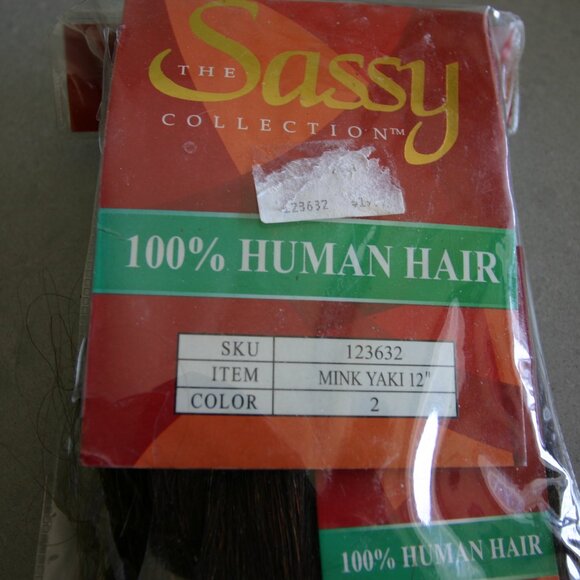 THE Sassy
COLLECTION™
123632
100% HUMAN HAIR
SKU 123632
ITEM MINK YAKI 12"
COLOR 2
100% HUMAN HAIR